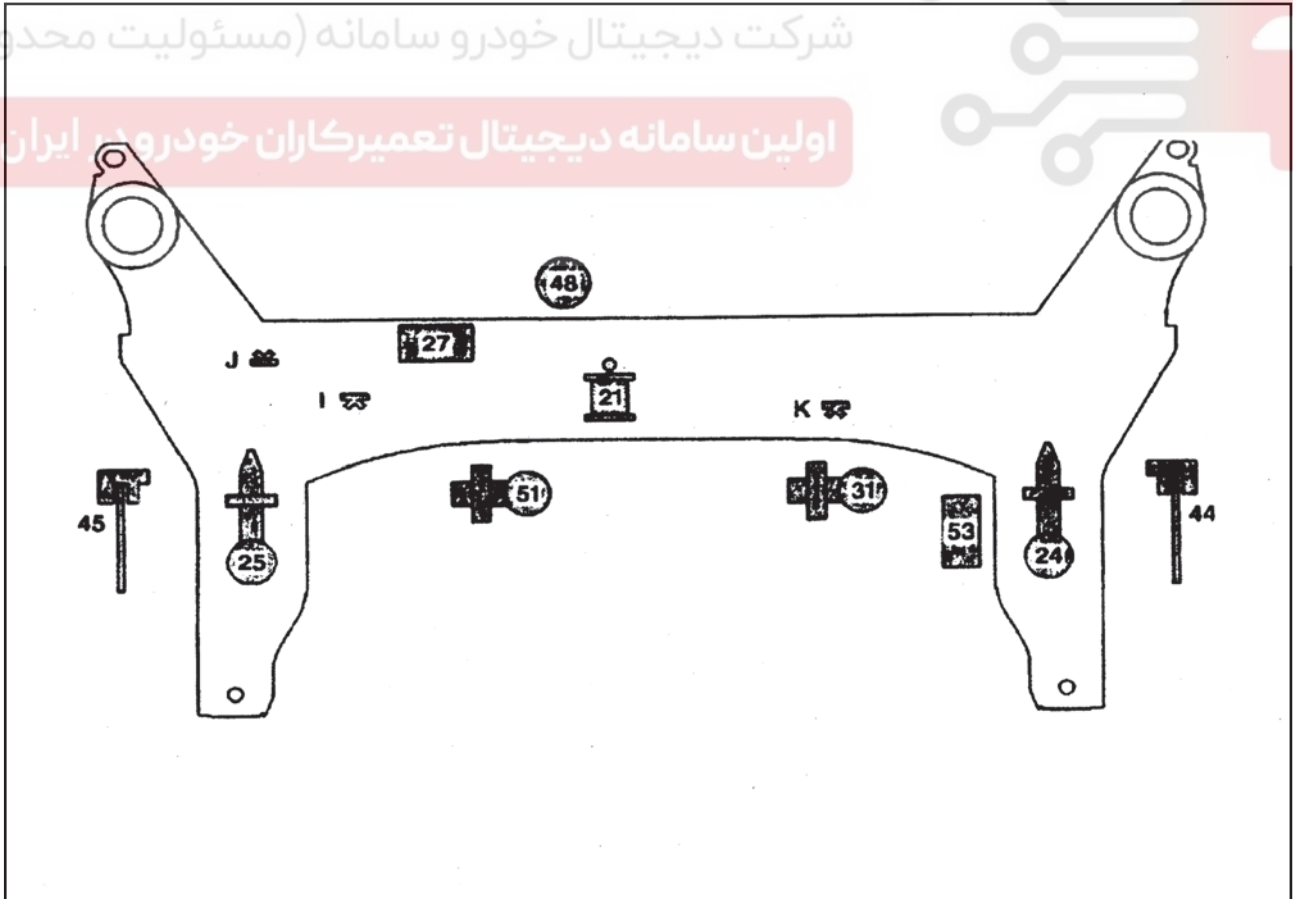 شرکت دیجیتال خودرو سامانه (مسئولیت محدو
اولین سامانه دیجیتال تعمیرکاران خودرو در ایران
48
27
J
21
I
K
45
51
31
53
44
25
24